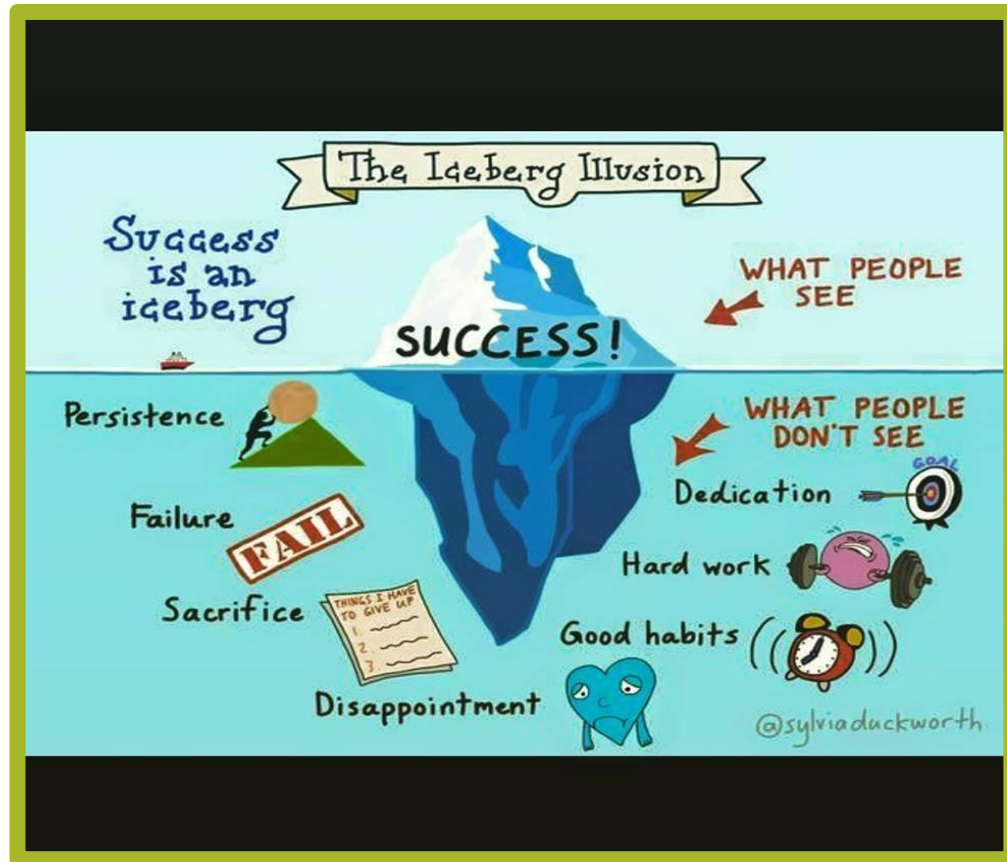 The Iceberg Illusion
Success
is an
iceberg
WHAT PEOPLE
SEE
SUCCESS!
WHAT PEOPLE
DON'T SEE
Persistence
Failure
FAIL
Sacrifice
THINGS I HAVE
TO GIVE UP
1.
2.
3.
Disappointment
Dedication
GOAL
Hard work
Good habits
@sylviaduckworth